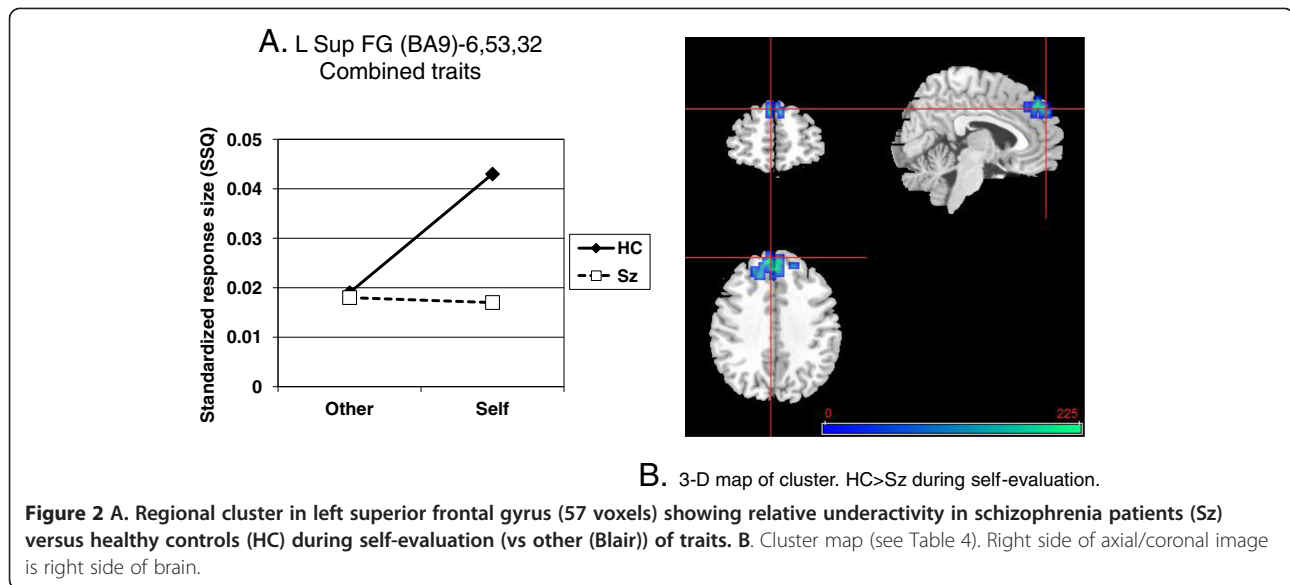 A. L Sup FG (BA9)-6,53,32
Combined traits
Standardized response size (SSQ)
0.05
0.04
0.03
0.02
0.01
0
Other
Self
HC
Sz
0
225
B. 3-D map of cluster. HC>Sz during self-evaluation.
Figure 2 A. Regional cluster in left superior frontal gyrus (57 voxels) showing relative underactivity in schizophrenia patients (Sz)
versus healthy controls (HC) during self-evaluation (vs other (Blair)) of traits. B. Cluster map (see Table 4). Right side of axial/coronal image
is right side of brain.